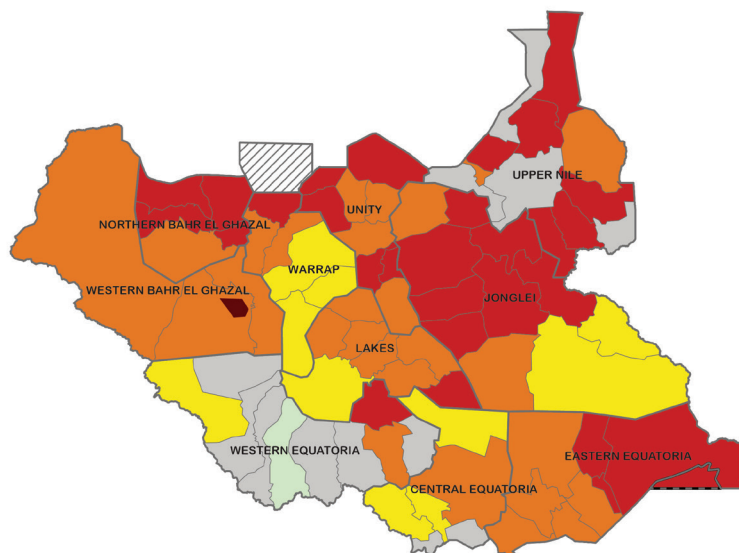 UPPER NILE
UNITY
NORTHERN BAHR EL GHAZAL
WARRAP
WESTERN BAHR EL GHAZAL
JONGLEI
LAKES
WESTERN EQUATORIA
EASTERN EQUATORIA
CENTRAL EQUATORIA